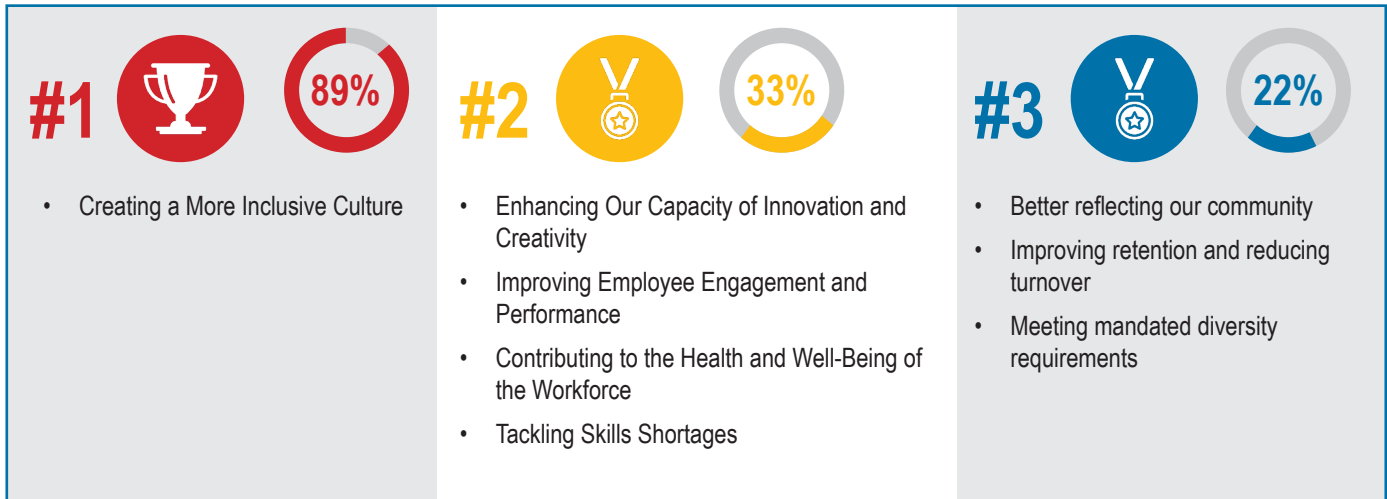 #1
89%
• Creating a More Inclusive Culture
#2
33%
• Enhancing Our Capacity of Innovation and
Creativity
• Improving Employee Engagement and
Performance
• Contributing to the Health and Well-Being of
the Workforce
• Tackling Skills Shortages
#3
22%
• Better reflecting our community
• Improving retention and reducing
turnover
• Meeting mandated diversity
requirements